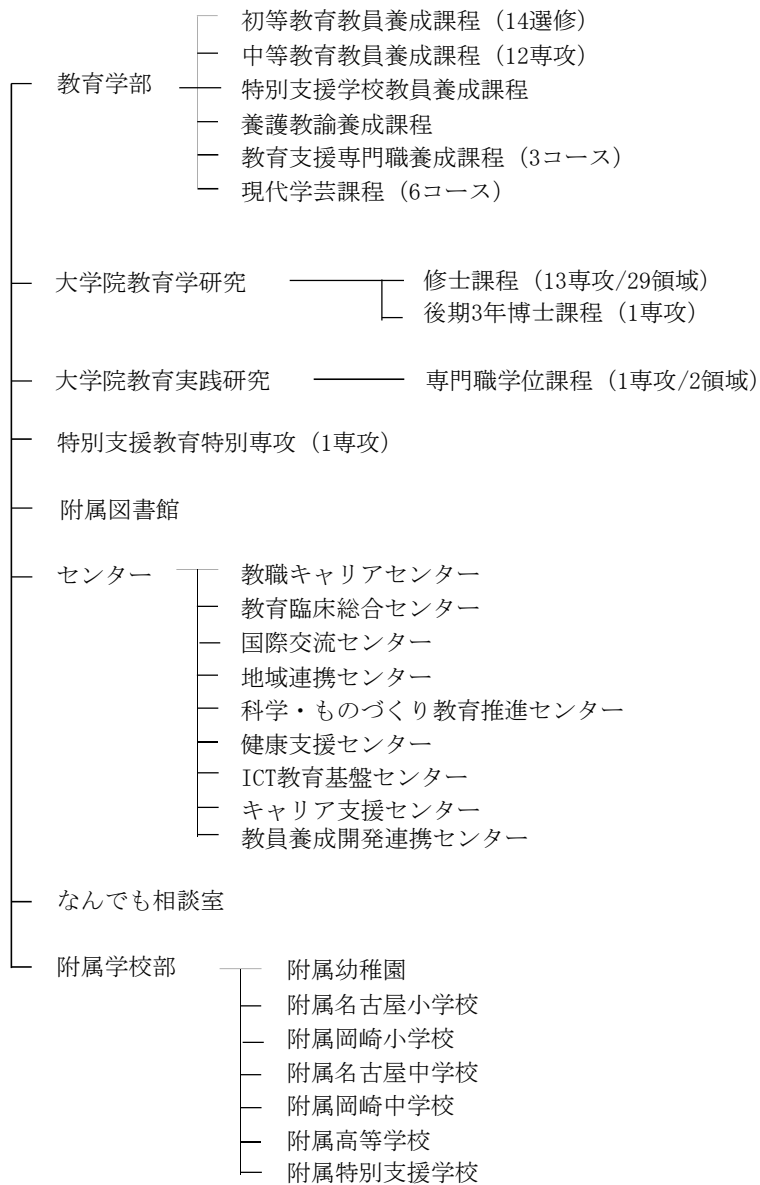 初等教育教員養成課程（14選修）
中等教育教員養成課程（12専攻）
教育学部
特別支援学校教員養成課程
養護教諭養成課程
教育支援専門職養成課程（3コース）
現代学芸課程（6コース）
大学院教育学研究
修士課程（13専攻/29領域）
後期3年博士課程（1専攻）
大学院教育実践研究
専門職学位課程（1専攻/2領域）
特別支援教育特別専攻（1専攻）
附属図書館
センター
教職キャリアセンター
教育臨床総合センター
国際交流センター
地域連携センター
科学・ものづくり教育推進センター
健康支援センター
ICT教育基盤センター
キャリア支援センター
教員養成開発連携センター
なんでも相談室
附属学校部
附属幼稚園
附属名古屋小学校
附属岡崎小学校
附属名古屋中学校
附属岡崎中学校
附属高等学校
附属特別支援学校